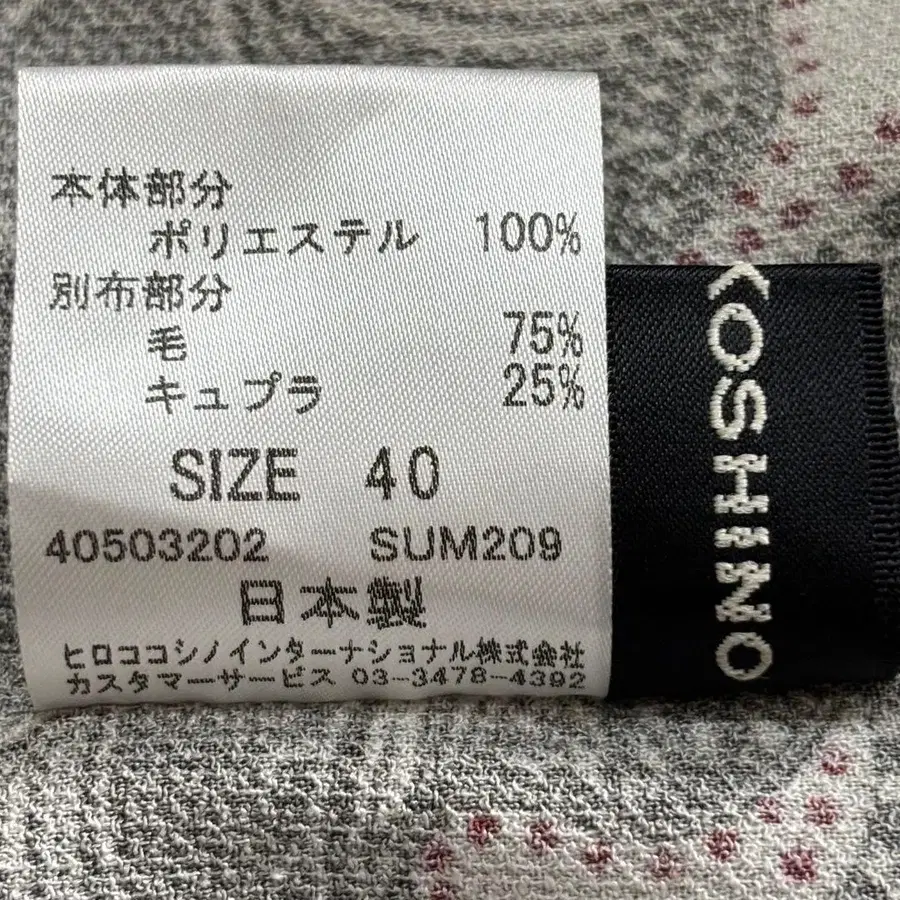 本体部分
ポリエステル 100%
別布部分
毛 75%
キュプラ 25%
SIZE 40
40503202 SUM209
日本製
ヒロココシノインターナショナル株式会社
カスタマーサービス 03-3478-4392
KOSHINO